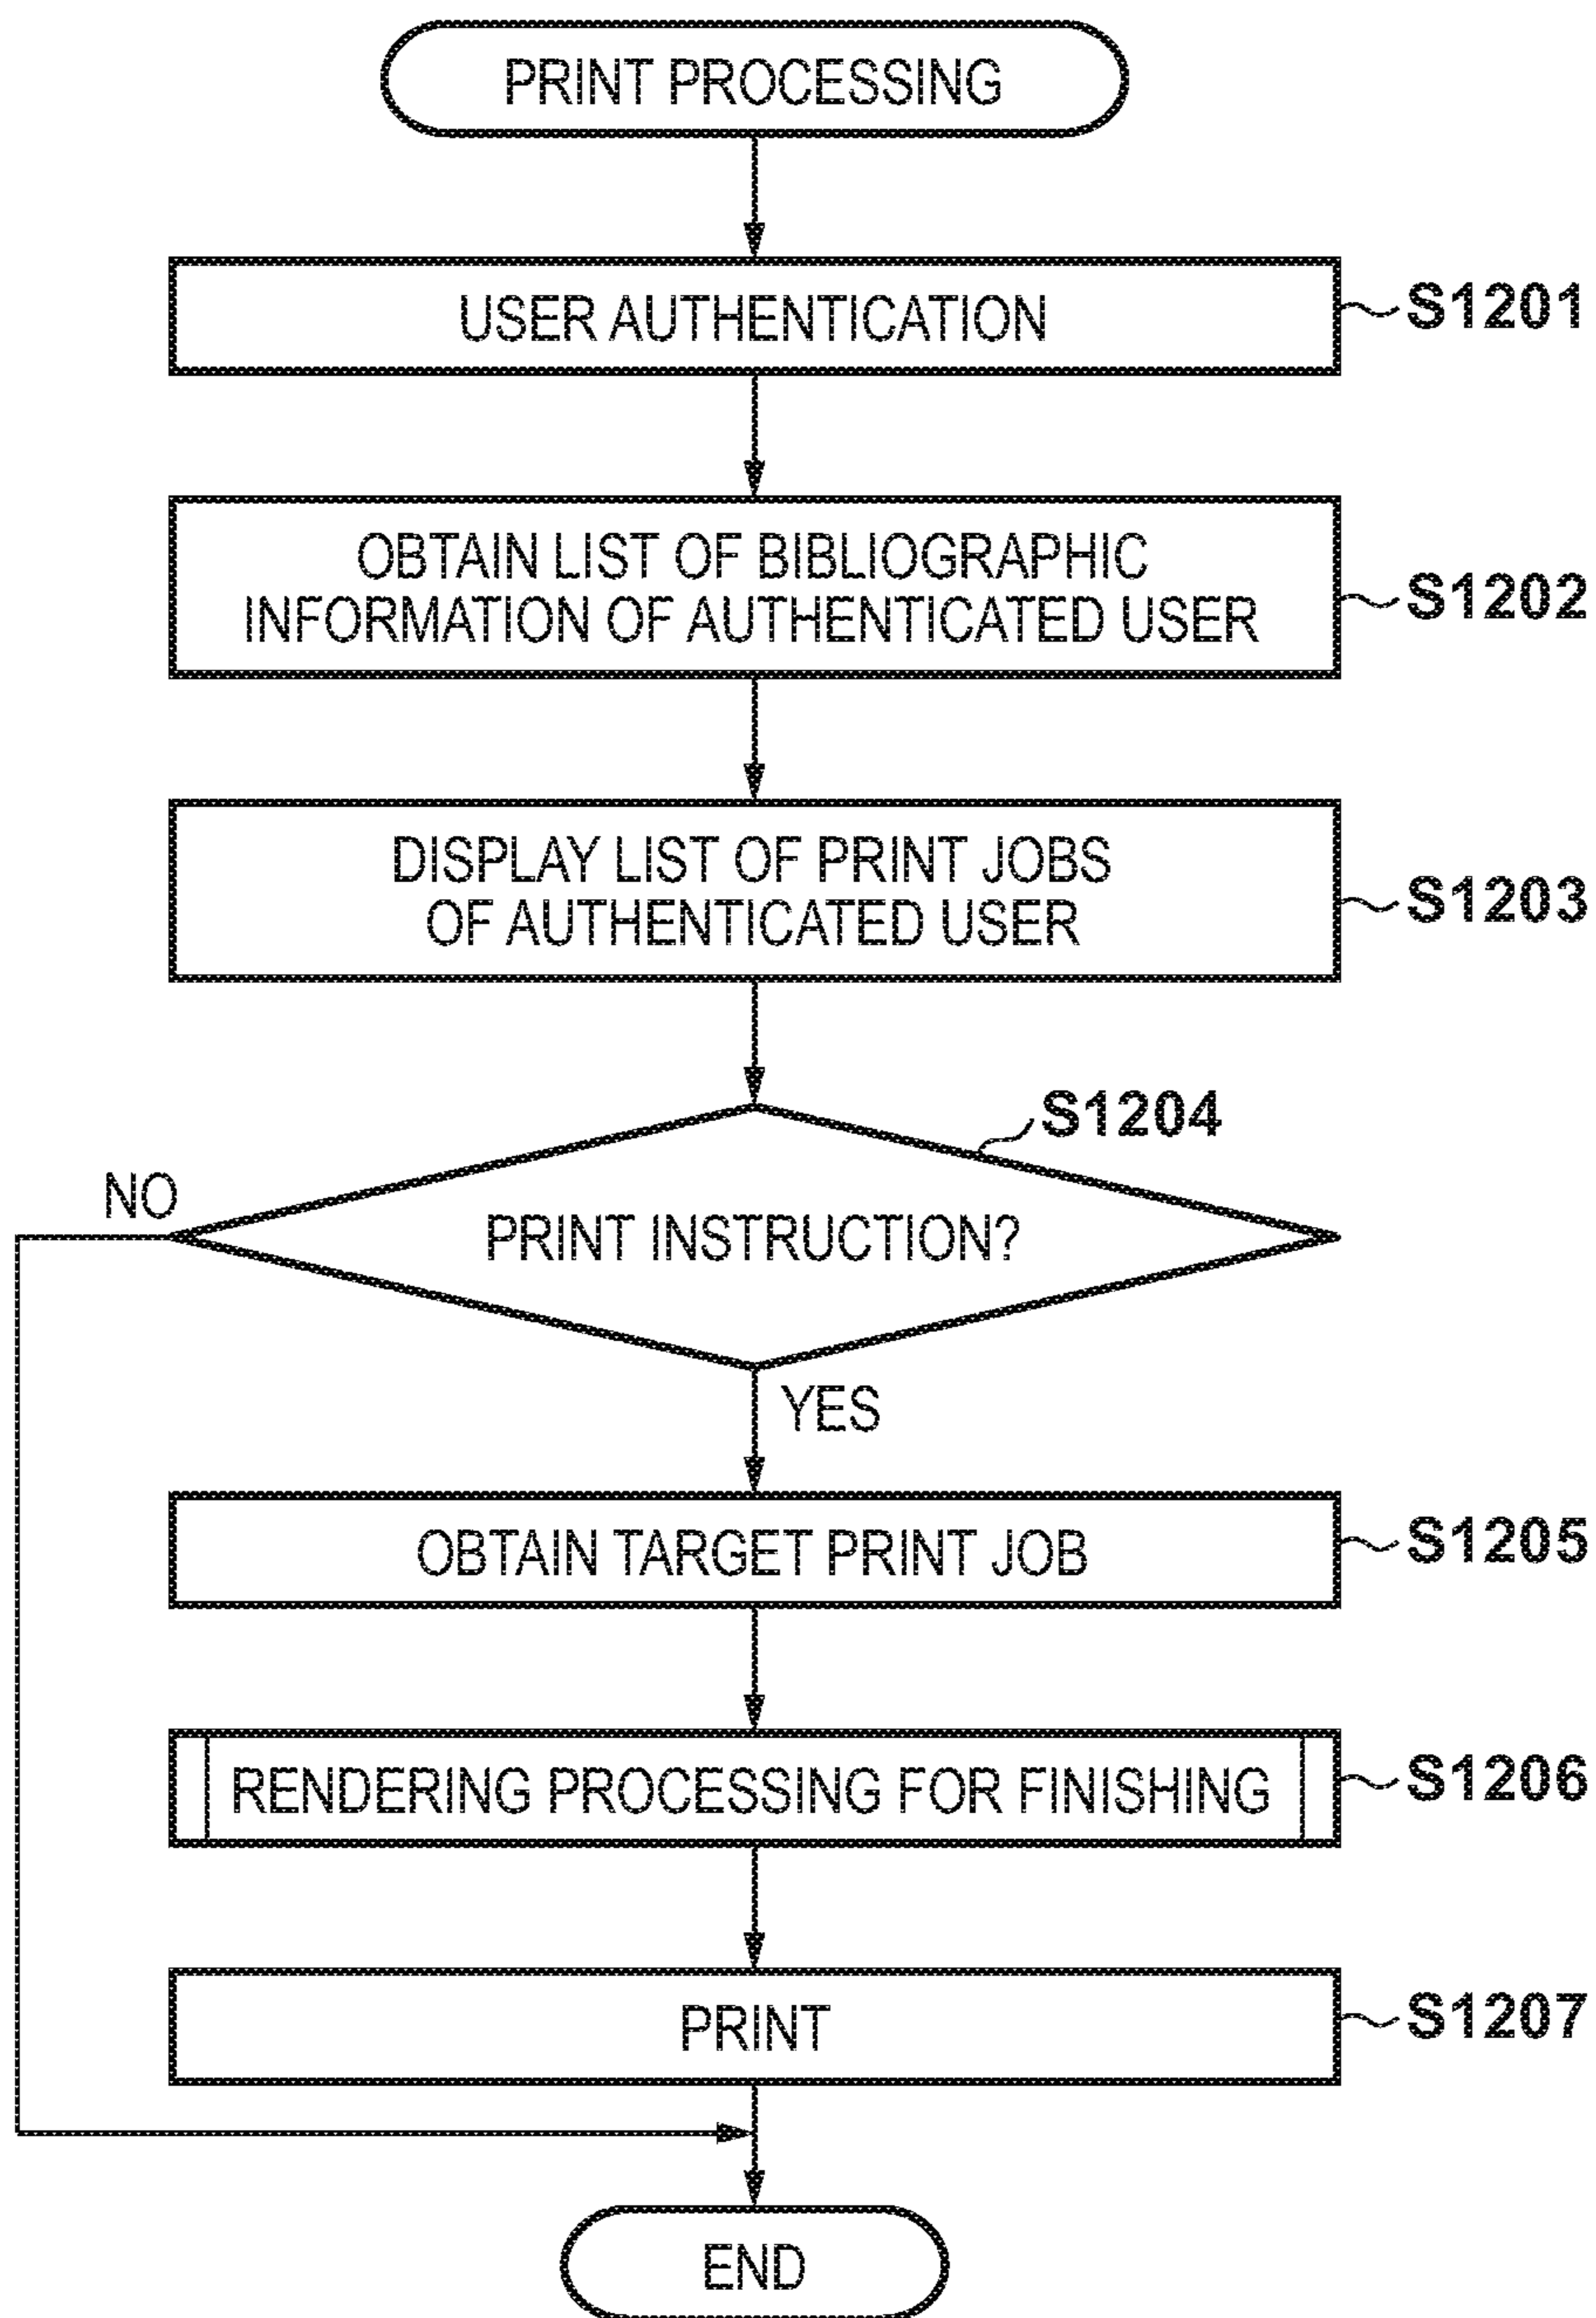 PRINT PROCESSING
USER AUTHENTICATION
S1201
OBTAIN LIST OF BIBLIOGRAPHIC
INFORMATION OF AUTHENTICATED USER
S1202
DISPLAY LIST OF PRINT JOBS
OF AUTHENTICATED USER
S1203
S1204
NO
PRINT INSTRUCTION?
YES
OBTAIN TARGET PRINT JOB
S1205
RENDERING PROCESSING FOR FINISHING
S1206
PRINT
S1207
END